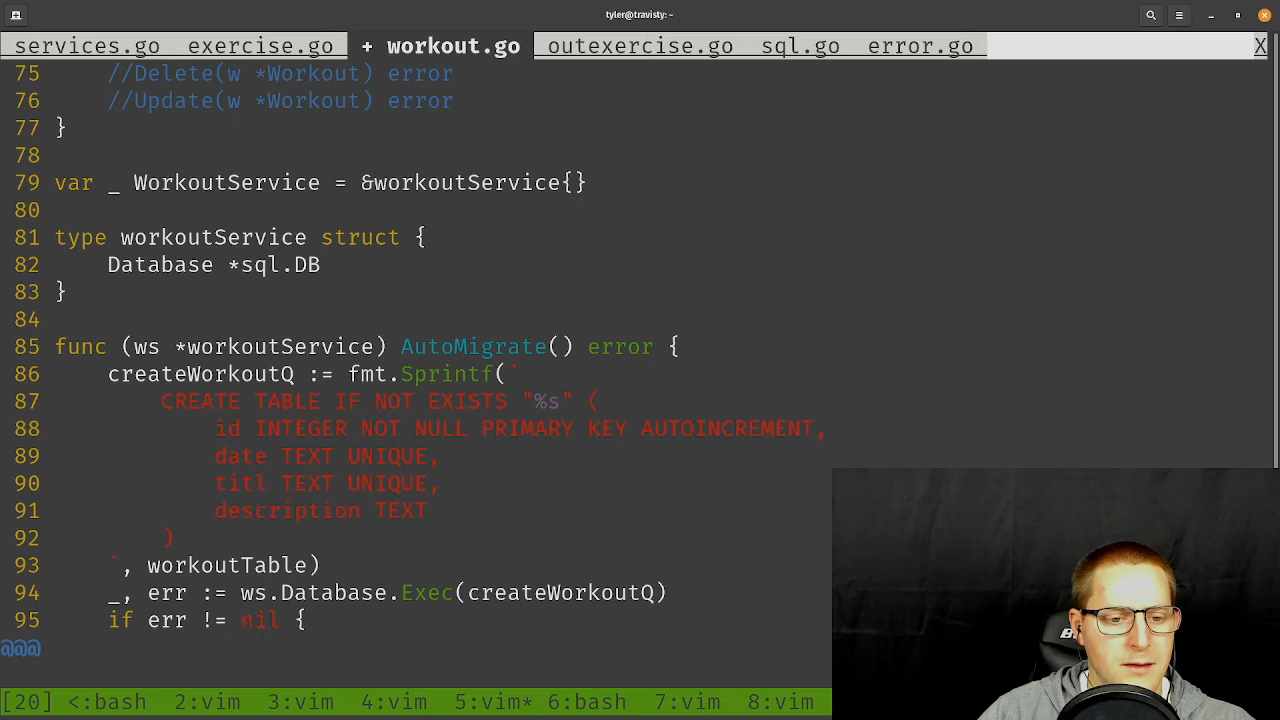 tyler@travisty: ~
services.go exercise.go + workout.go outexercise.go sql.go error.go X
75 //Delete(w *Workout) error
76 //Update(w *Workout) error
77 }
78
79 var _ WorkoutService = &workoutService{}
80
81 type workoutService struct {
82 Database *sql.DB
83 }
84
85 func (ws *workoutService) AutoMigrate() error {
86 createWorkoutQ := fmt.Sprintf(`
87 CREATE TABLE IF NOT EXISTS "%s" (
88 id INTEGER NOT NULL PRIMARY KEY AUTOINCREMENT,
89 date TEXT UNIQUE,
90 titl TEXT UNIQUE,
91 description TEXT
92 )
93 `, workoutTable)
94 _, err := ws.Database.Exec(createWorkoutQ)
95 if err != nil {
@@@
[20] <:bash 2:vim 3:vim 4:vim 5:vim* 6:bash 7:vim 8:vim